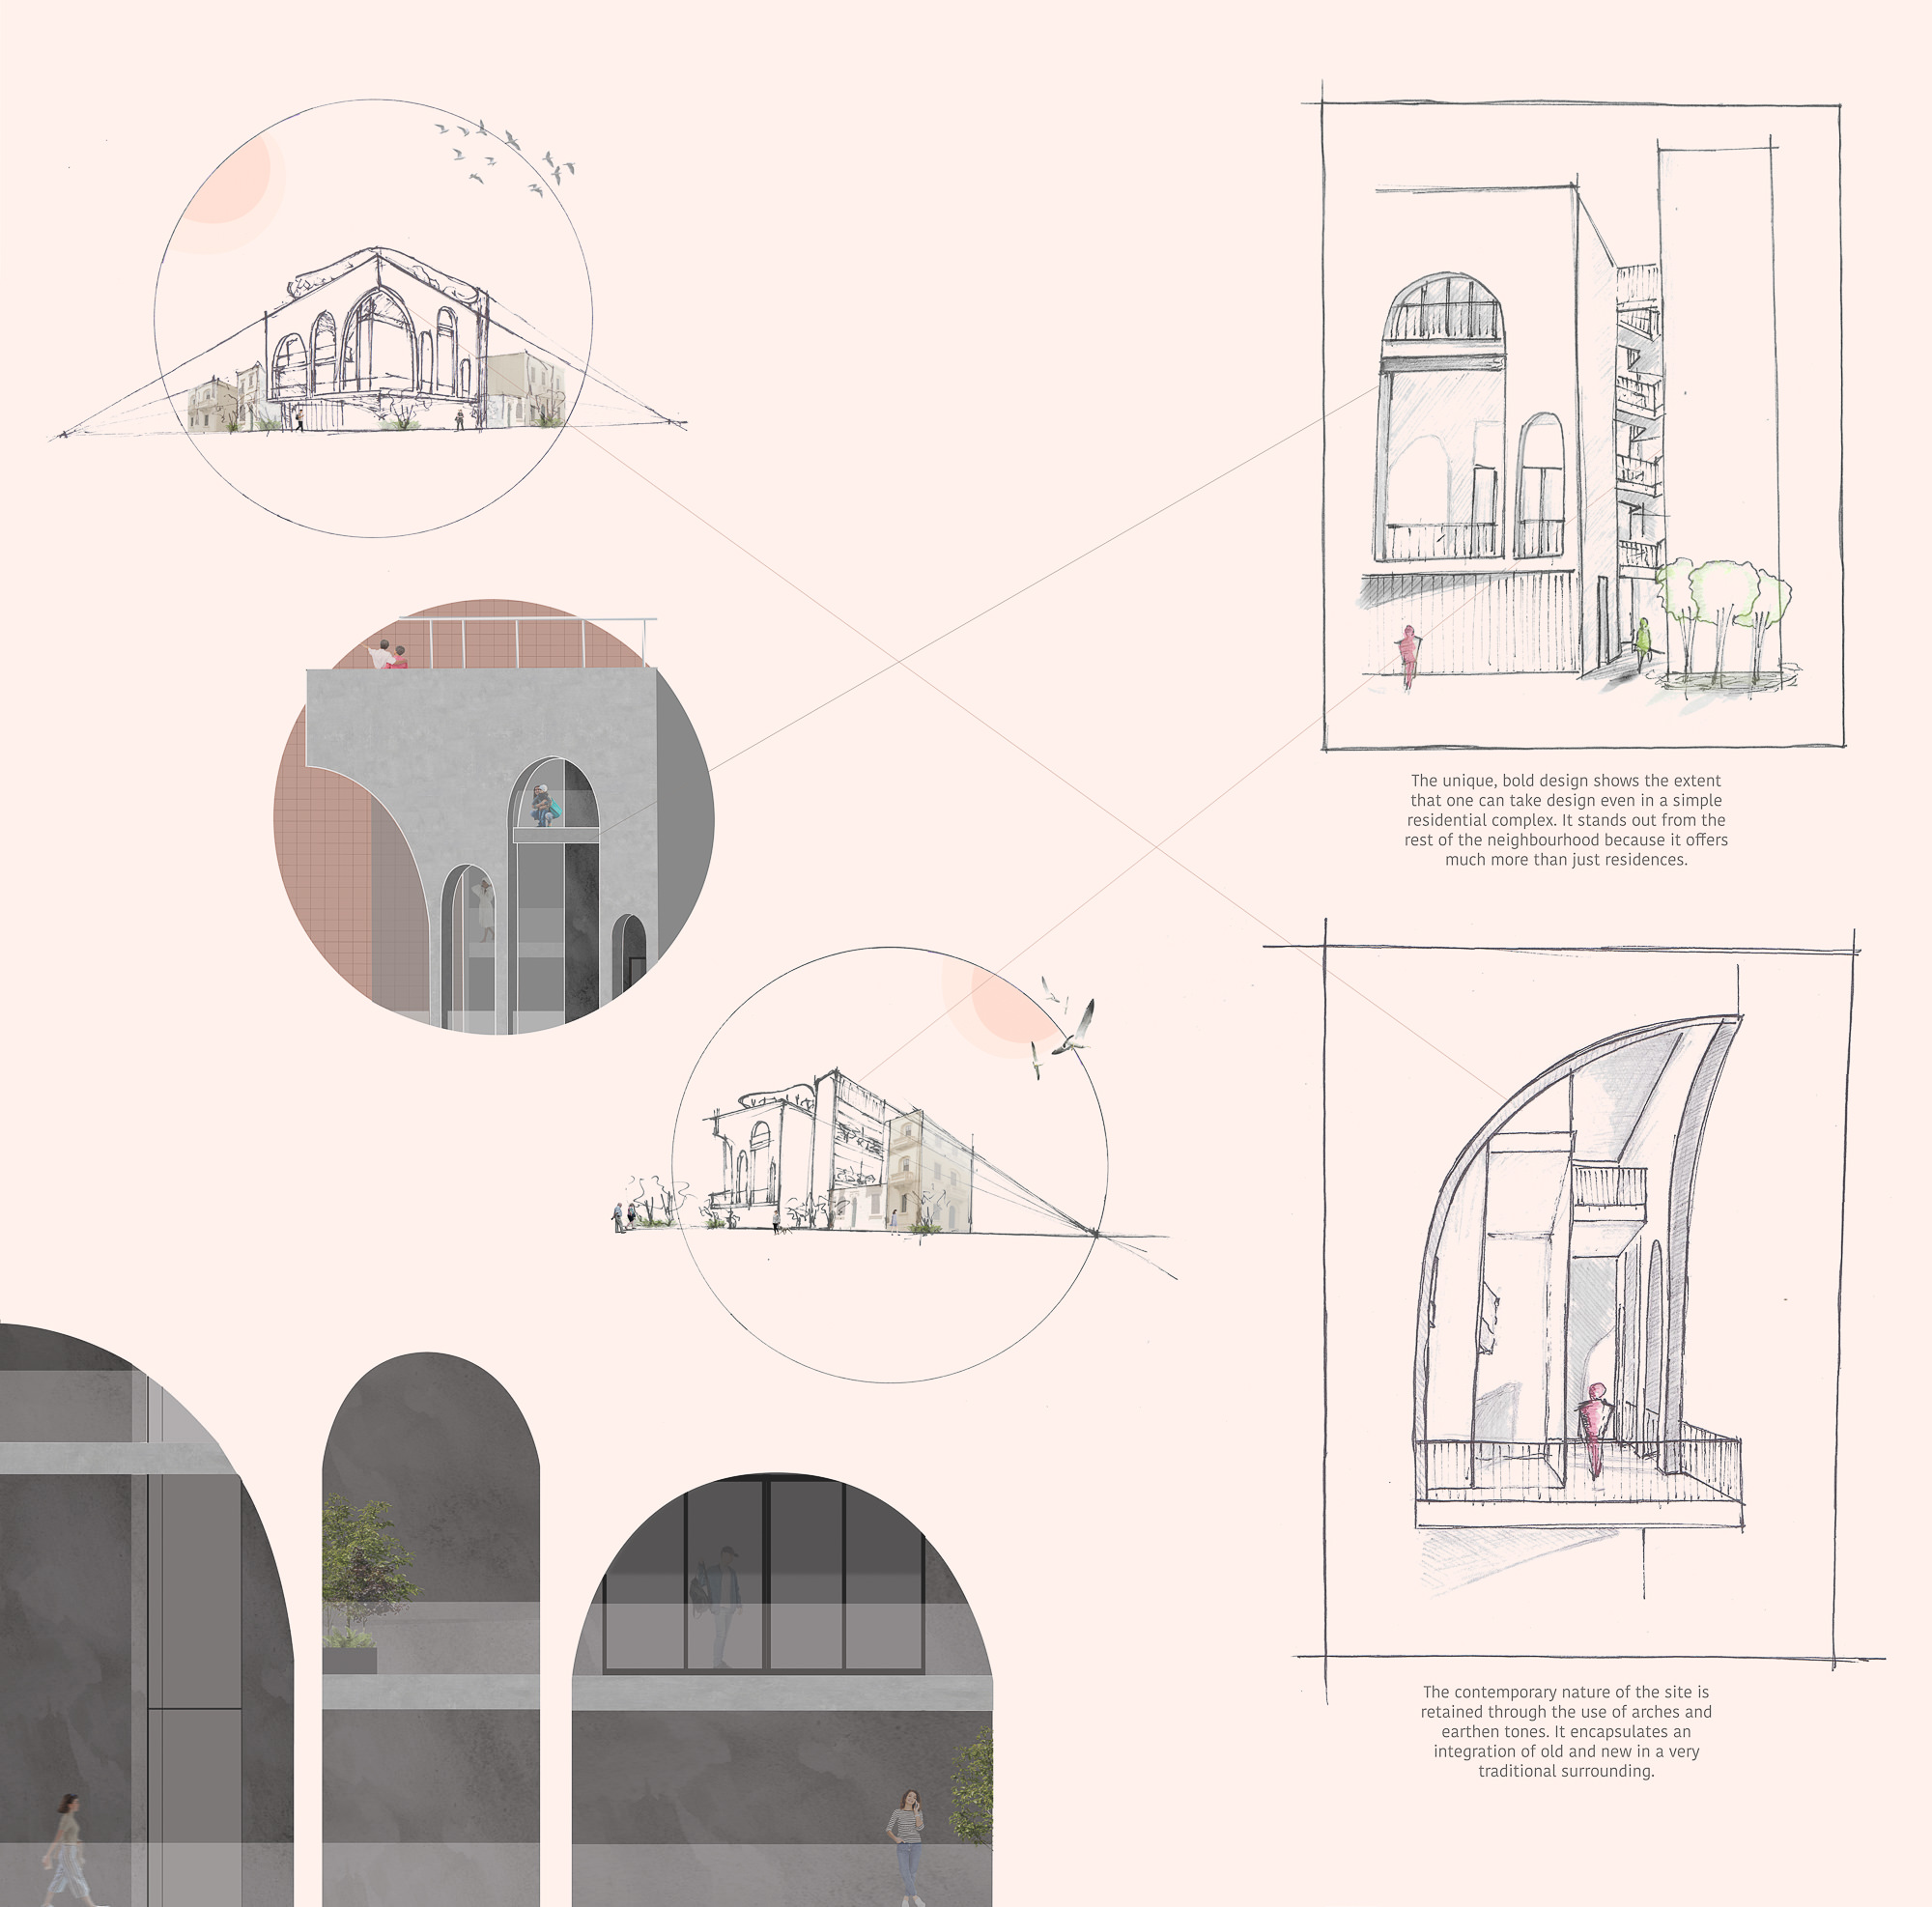 The unique, bold design shows the extent
that one can take design even in a simple
residential complex. It stands out from the
rest of the neighbourhood because it offers
much more than just residences.
The contemporary nature of the site is
retained through the use of arches and
earthen tones. It encapsulates an
integration of old and new in a very
traditional surrounding.